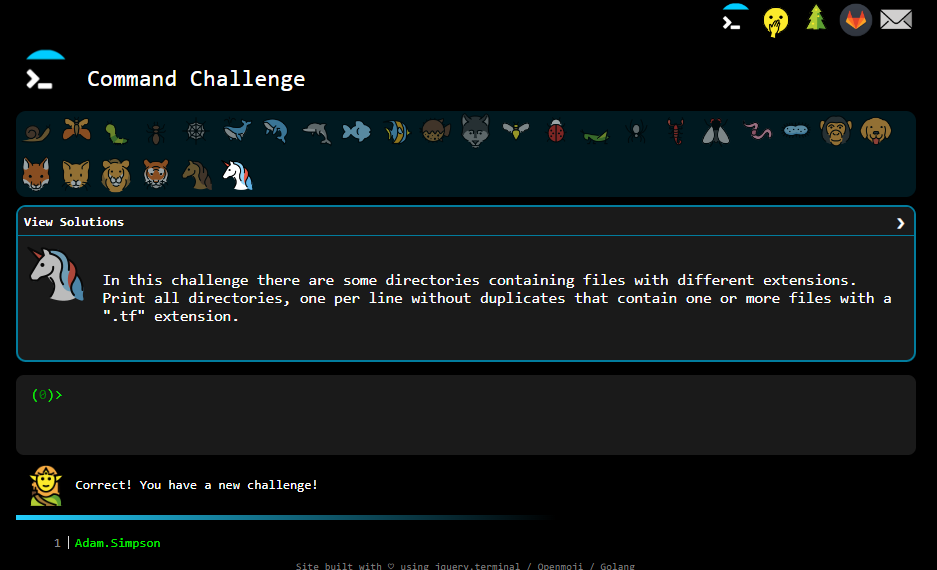 Command Challenge
View Solutions
In this challenge there are some directories containing files with different extensions.
Print all directories, one per line without duplicates that contain one or more files with a
".tf" extension.
(0)>
Correct! You have a new challenge!
1 Adam.Simpson
Site built with ♡ using jquery.terminal / Openmoji / Golang